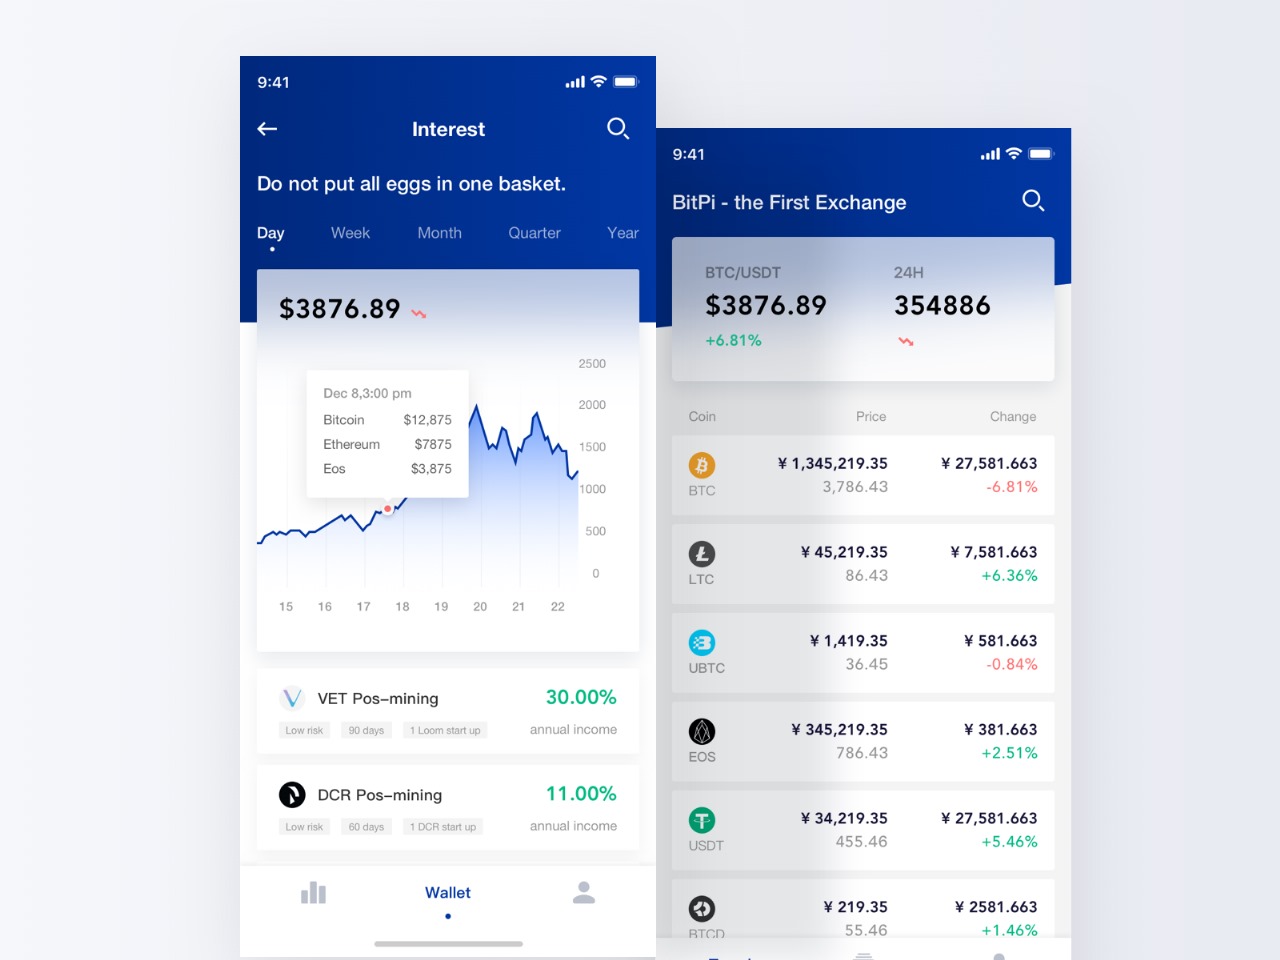 9:41
Interest
Do not put all eggs in one basket.
Day Week Month Quarter Year
$3876.89
2500
2000
1500
1000
500
0
Dec 8,3:00 pm
Bitcoin $12,875
Ethereum $7875
Eos $3,875
15 16 17 18 19 20 21 22
VET Pos-mining 30.00%
Low risk 90 days 1 Loom start up annual income
DCR Pos-mining 11.00%
Low risk 60 days 1 DCR start up annual income
Wallet
9:41
BitPi - the First Exchange
BTC/USDT 24H
$3876.89 354886
+6.81%
Coin Price Change
¥ 1,345,219.35 ¥ 27,581.663
BTC 3,786.43 -6.81%
¥ 45,219.35 ¥ 7,581.663
LTC 86.43 +6.36%
¥ 1,419.35 ¥ 581.663
UBTC 36.45 -0.84%
¥ 345,219.35 ¥ 381.663
EOS 786.43 +2.51%
¥ 34,219.35 ¥ 27,581.663
USDT 455.46 +5.46%
¥ 219.35 ¥ 2581.663
BTCD 55.46 +1.46%